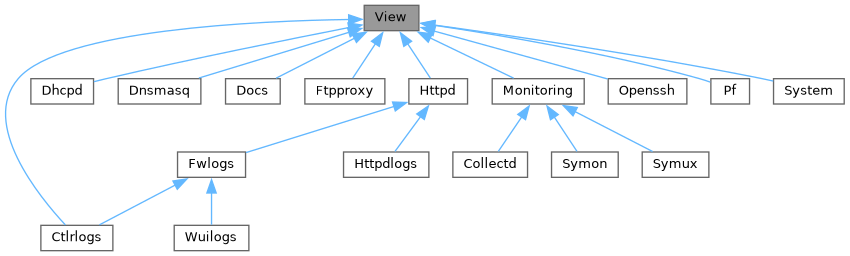 View
Dhcpd
Dnsmasq
Docs
Ftpproxy
Httpd
Monitoring
Openssh
Pf
System
Fwlogs
Httpdlogs
Collectd
Symon
Symux
Ctlrlogs
Wuilogs